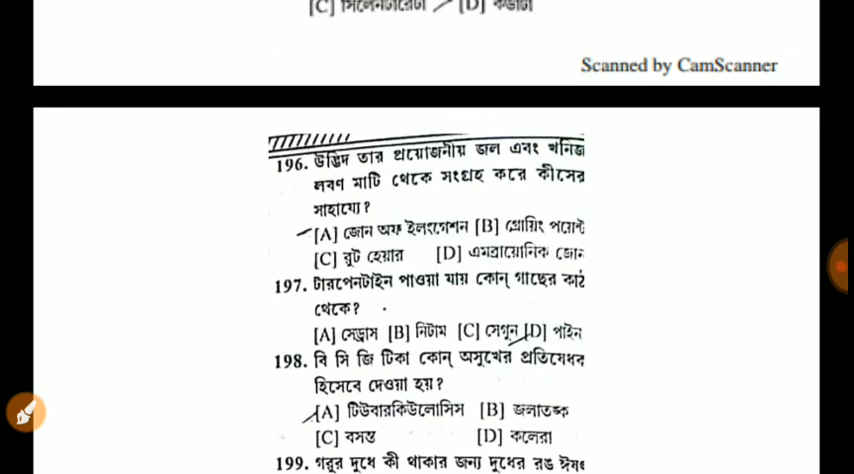 [C] সিলেনটারেটা [D] কর্ডাটা
Scanned by CamScanner
196. উদ্ভিদ তার প্রয়োজনীয় জল এবং খনিজ
লবণ মাটি থেকে সংগ্রহ করে কীসের
সাহায্যে?
[A] জোন অফ ইলংগেশন [B] গ্রোয়িং পয়েন্ট
[C] রুট হেয়ার [D] এমব্রায়োনিক জোন
197. টারপেনটাইন পাওয়া যায় কোন্ গাছের কাঠ
থেকে?
[A] সেড্রাস [B] নিটাম [C] সেগুন [D] পাইন
198. বি সি জি টিকা কোন্ অসুখের প্রতিষেধক
হিসেবে দেওয়া হয়?
[A] টিউবারকিউলোসিস [B] জলাতঙ্ক
[C] বসন্ত [D] কলেরা
199. গরুর দুধে কী থাকার জন্য দুধের রঙ ঈষৎ